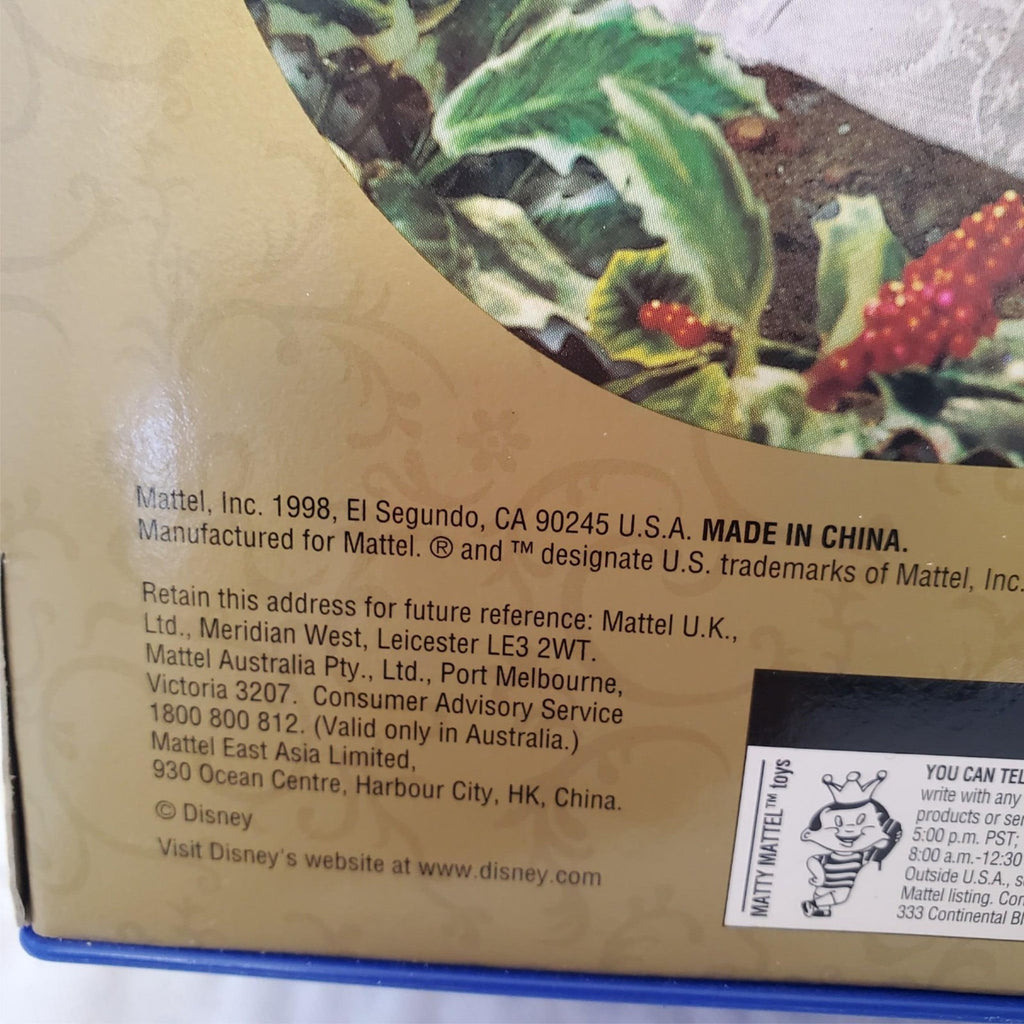 Mattel, Inc. 1998, El Segundo, CA 90245 U.S.A. MADE IN CHINA.
Manufactured for Mattel. ® and ™ designate U.S. trademarks of Mattel, Inc.
Retain this address for future reference: Mattel U.K.,
Ltd., Meridian West, Leicester LE3 2WT.
Mattel Australia Pty., Ltd., Port Melbourne,
Victoria 3207. Consumer Advisory Service
1800 800 812. (Valid only in Australia.)
Mattel East Asia Limited,
930 Ocean Centre, Harbour City, HK, China.
© Disney
Visit Disney's website at www.disney.com
MATTY MATTEL™ toys
YOU CAN TEL
write with any
products or
5:00 p.m. PST;
8:00 a.m.-12:30
Outside U.S.A.,
Mattel listing.
333 Continental